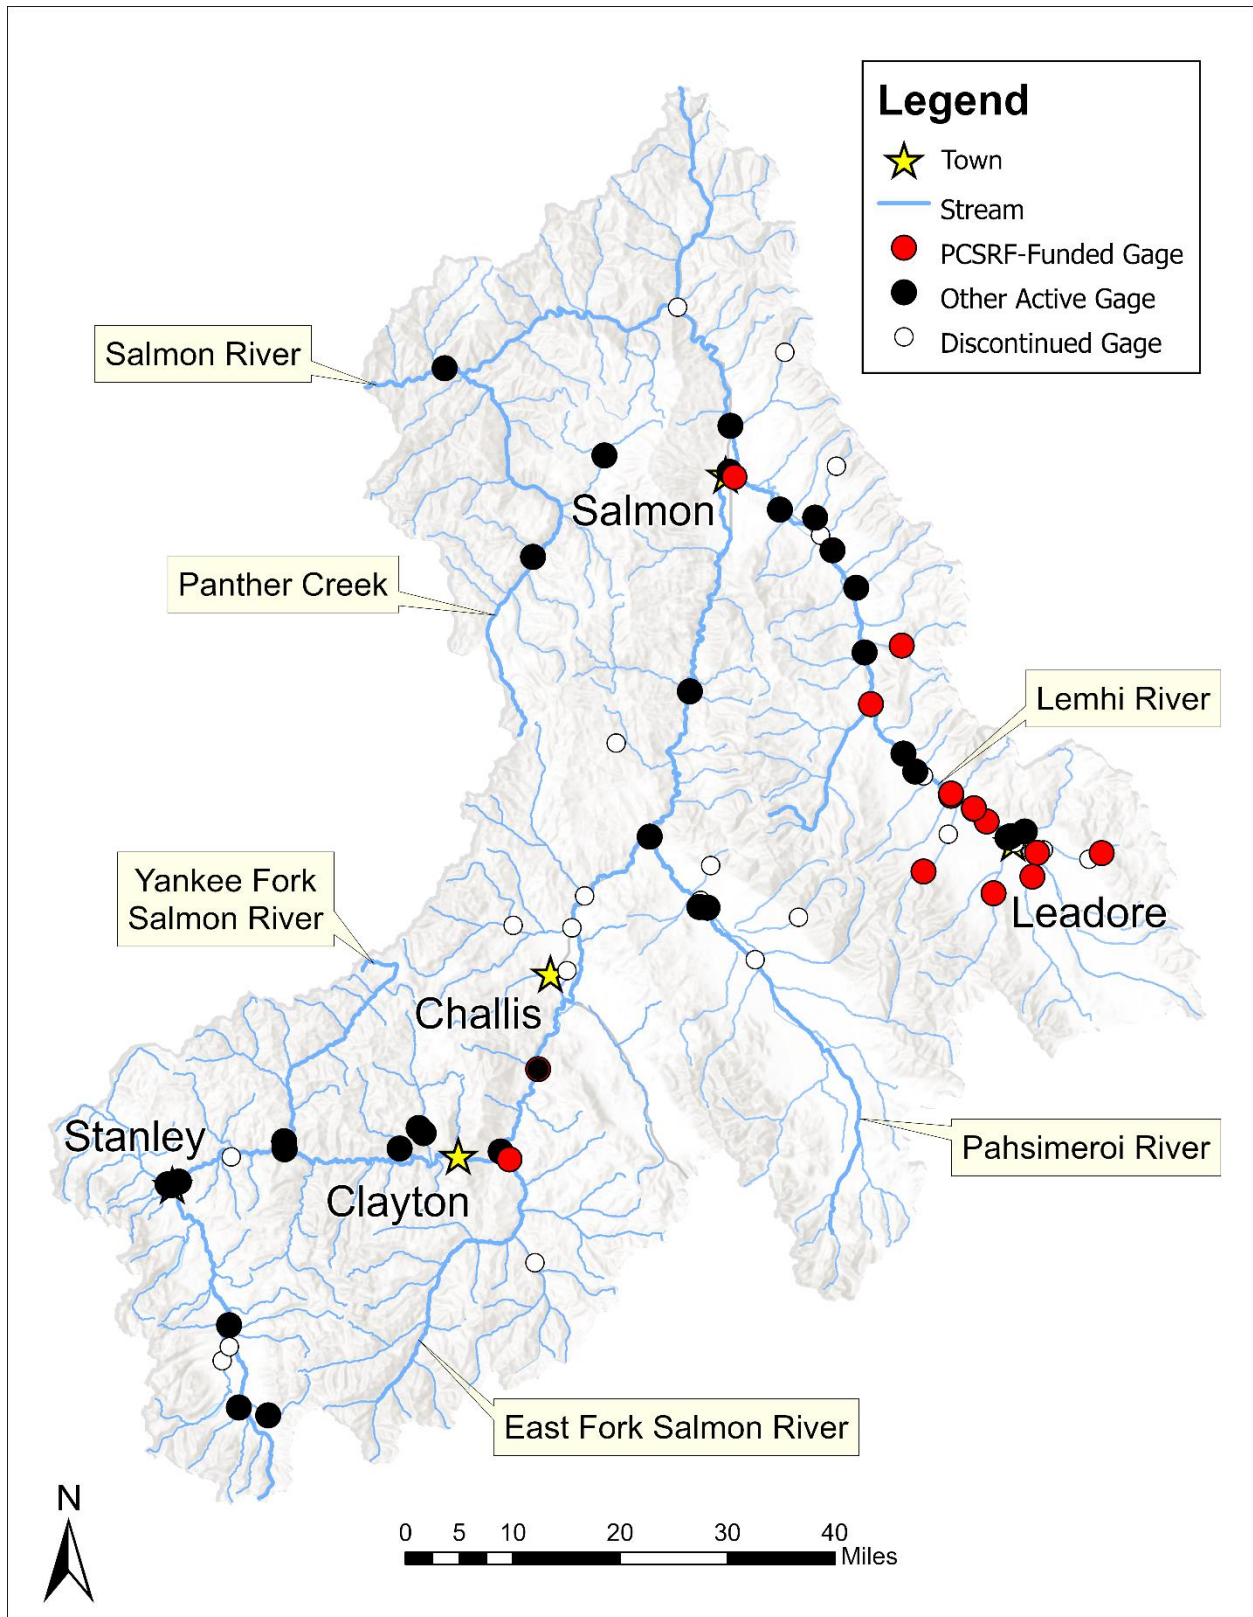 Legend
Town
Stream
PCSRF-Funded Gage
Other Active Gage
Discontinued Gage
Salmon River
Salmon
Panther Creek
Lemhi River
Yankee Fork
Salmon River
Leadore
Challis
Stanley
Pahsimeroi River
Clayton
East Fork Salmon River
N
0 5 10 20 30 40
Miles